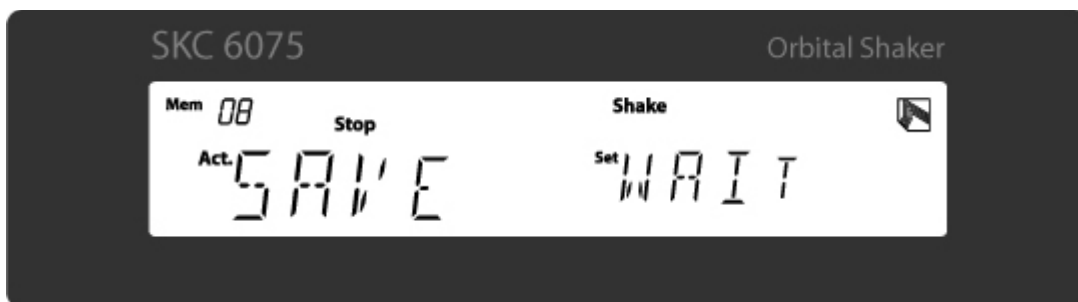 SKC 6075 Orbital Shaker
Mem 08 Stop Shake
Act. SAVE Set WAIT